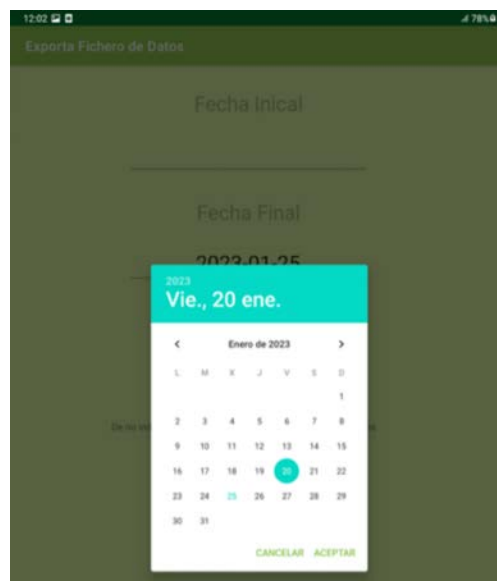 12:02
78%
Exporta Fichero de Datos
Fecha Inical
Fecha Final
2023-01-25
2023
Vie., 20 ene.
< Enero de 2023 >
L M X J V S D
1
2 3 4 5 6 7 8
9 10 11 12 13 14 15
16 17 18 19 20 21 22
23 24 25 26 27 28 29
30 31
De no
CANCELAR ACEPTAR